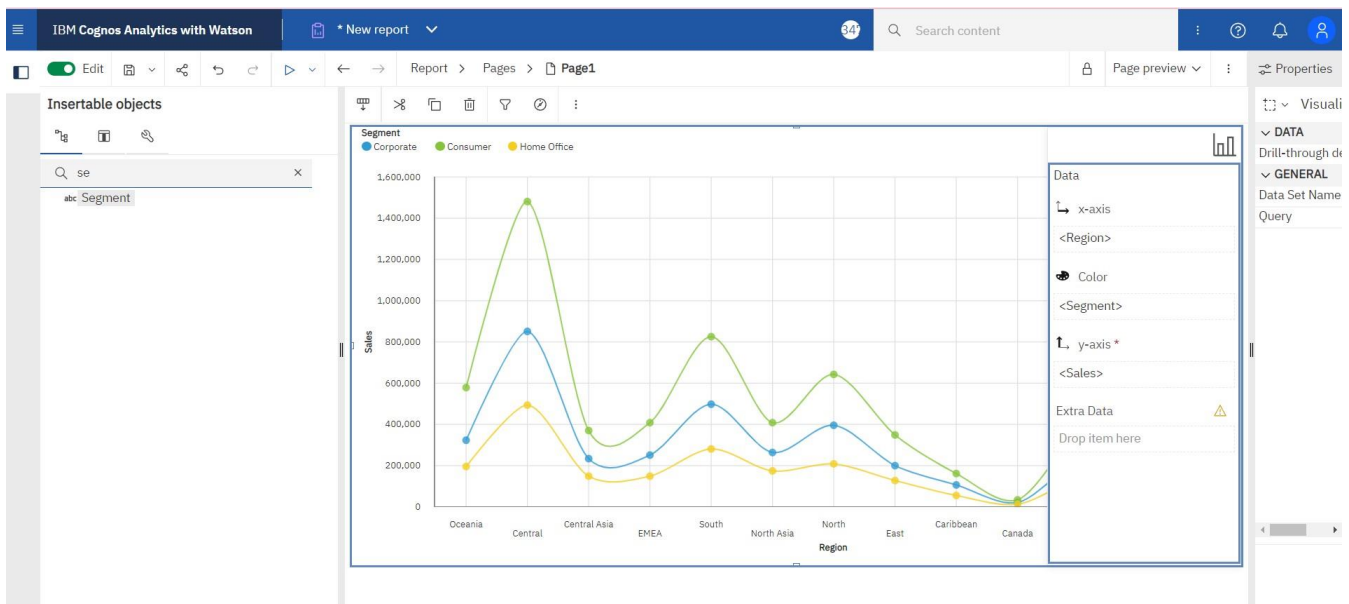 IBM Cognos Analytics with Watson
* New report
Search content
Edit
Report > Pages > Page1
Page preview
Properties
Insertable objects
Visuali
se
abc Segment
Segment
Corporate Consumer Home Office
1,600,000
1,400,000
1,200,000
1,000,000
800,000
600,000
400,000
200,000
0
Sales
Oceania
Central
Central Asia
EMEA
South
North Asia
North
East
Caribbean
Canada
Region
Data
x-axis
<Region>
Color
<Segment>
y-axis *
<Sales>
Extra Data
Drop item here
DATA
Drill-through de
GENERAL
Data Set Name
Query